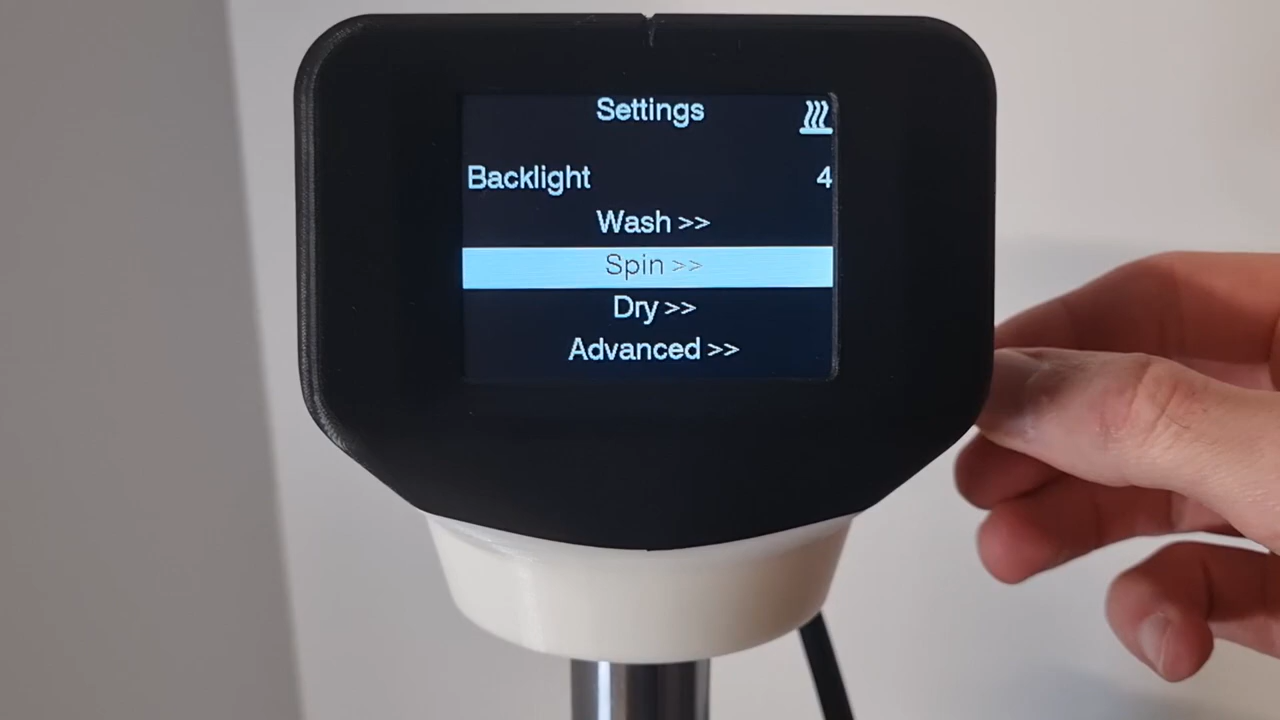 Settings
Backlight 4
Wash >>
Spin >>
Dry >>
Advanced >>